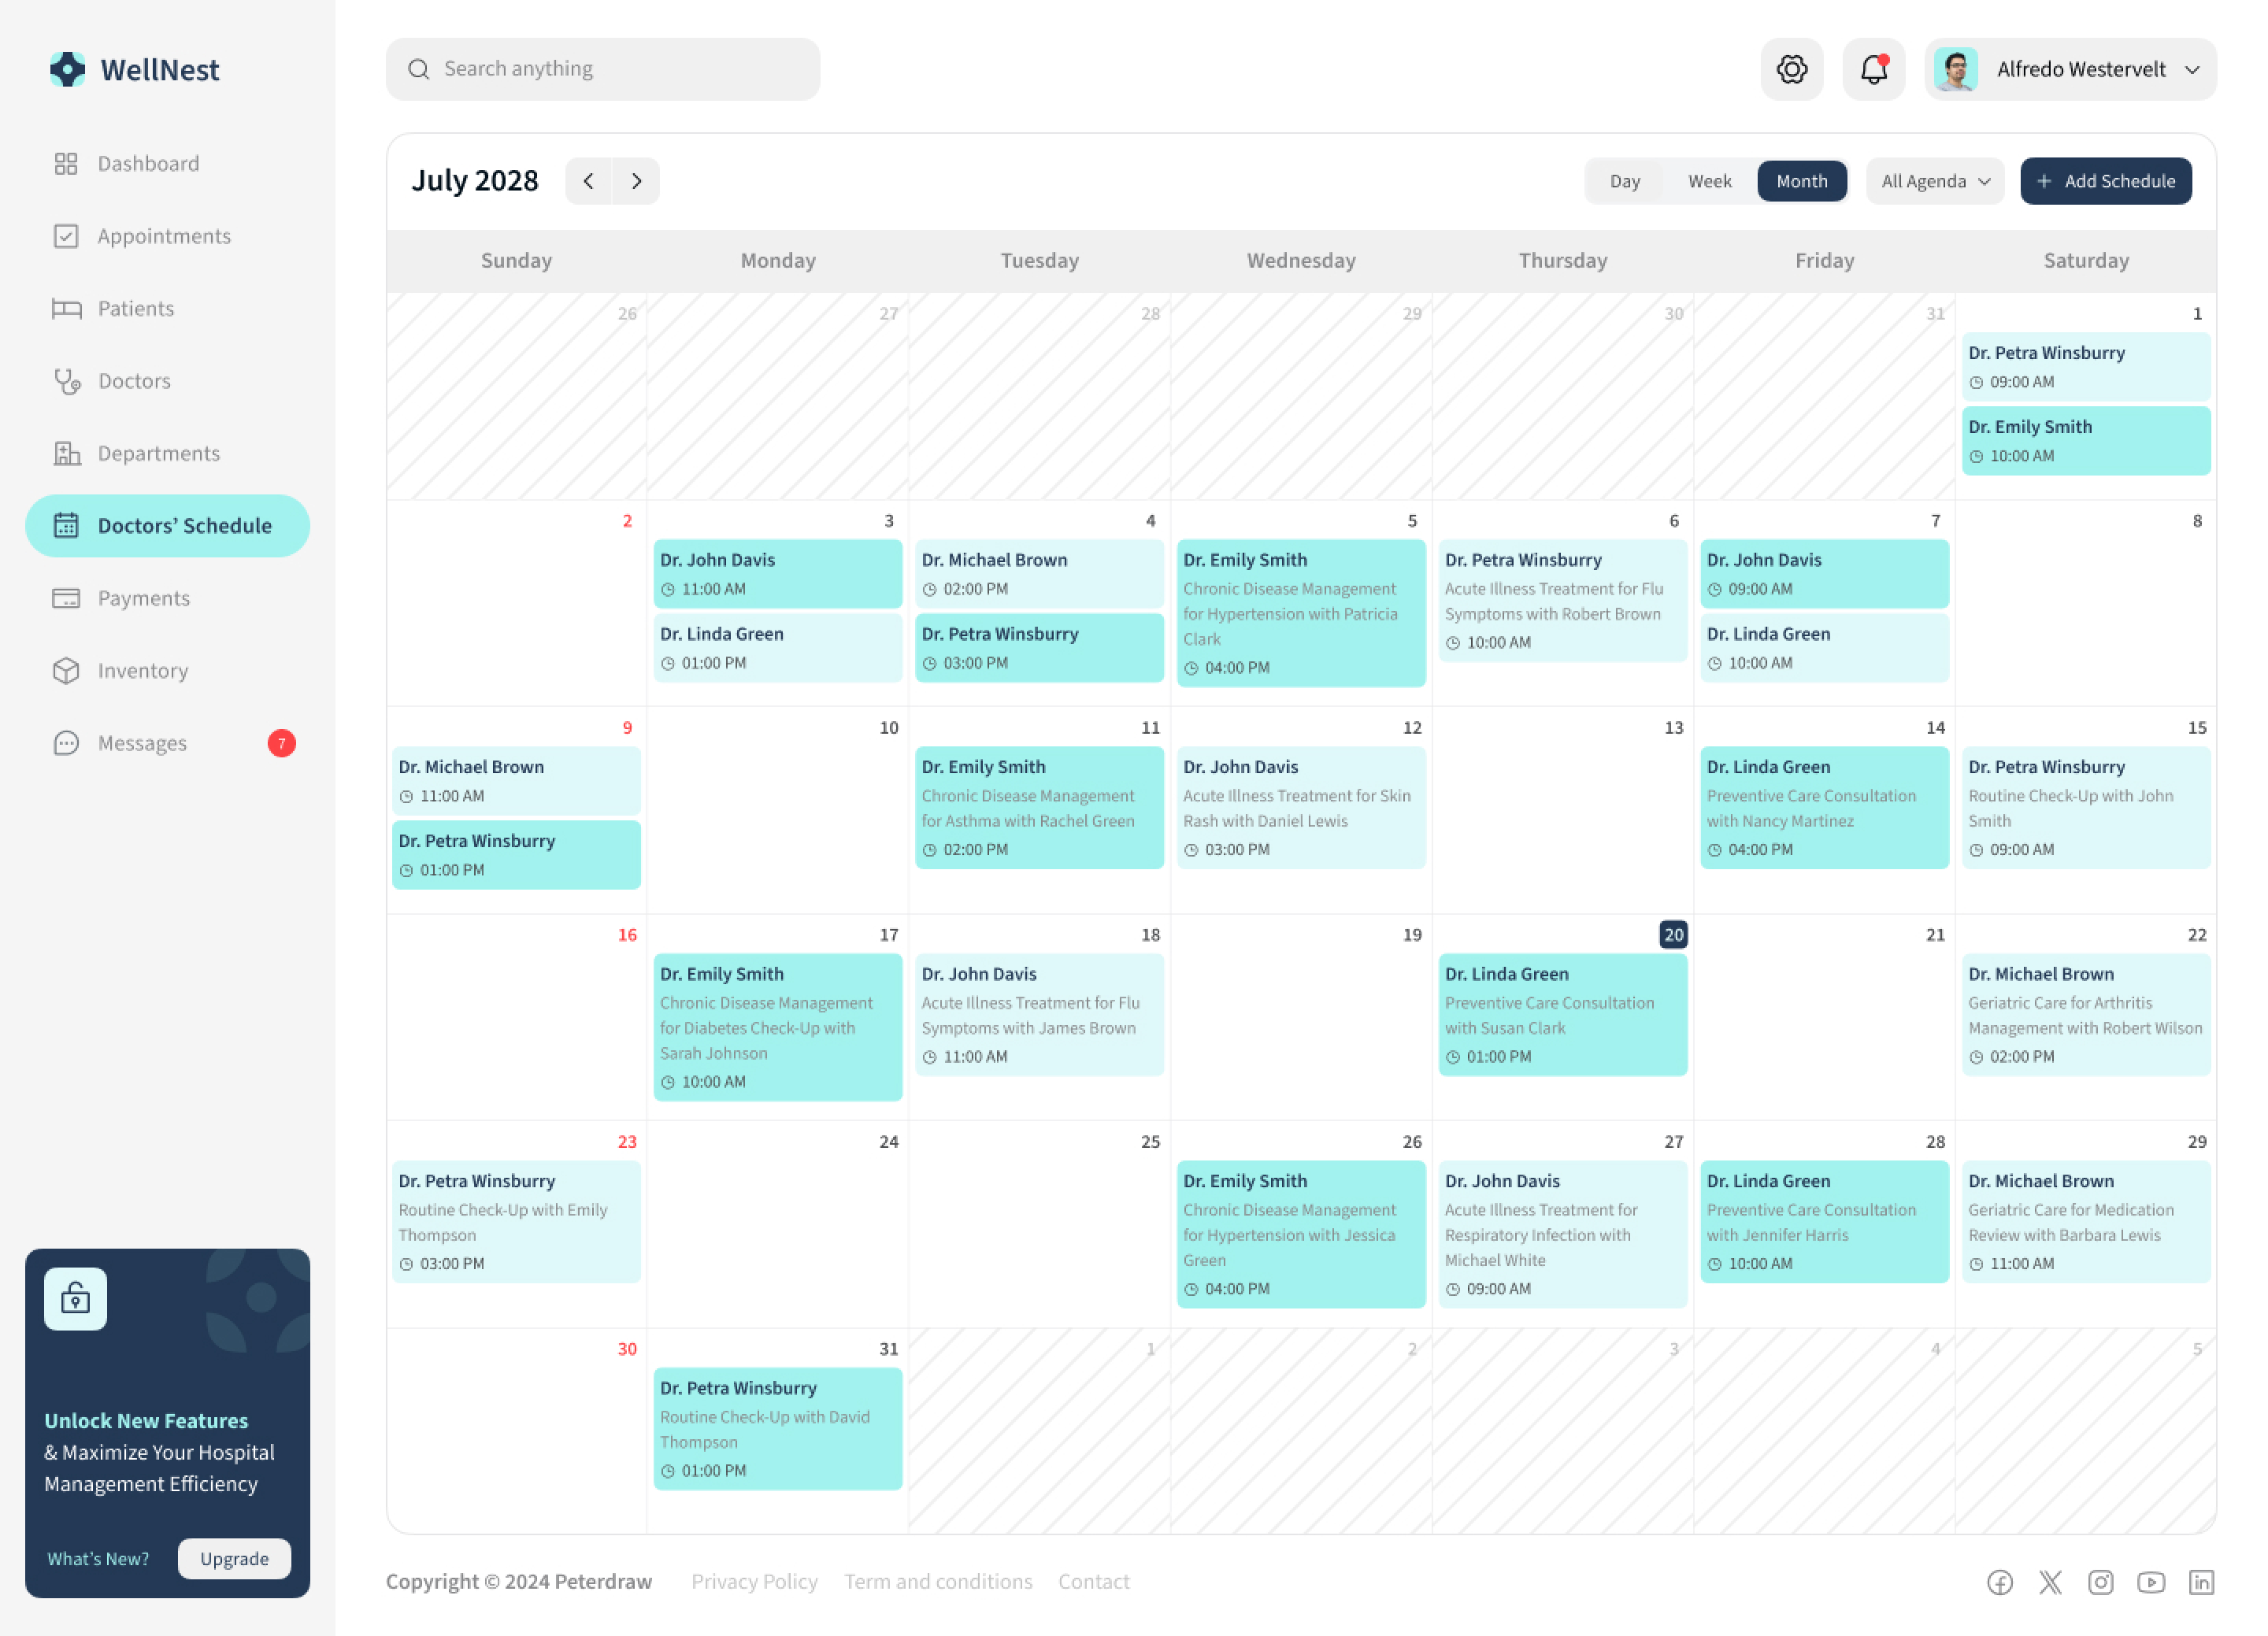 WellNest
Search anything
Alfredo Westervelt
Dashboard
Appointments
Patients
Doctors
Departments
Doctors’ Schedule
Payments
Inventory
Messages
7
Unlock New Features
& Maximize Your Hospital
Management Efficiency
What’s New?
Upgrade
July 2028
Day
Week
Month
All Agenda
+ Add Schedule
Sunday
Monday
Tuesday
Wednesday
Thursday
Friday
Saturday
26
27
28
29
30
31
1
Dr. Petra Winsburry
09:00 AM
Dr. Emily Smith
10:00 AM
2
3
Dr. John Davis
11:00 AM
Dr. Linda Green
01:00 PM
4
Dr. Michael Brown
02:00 PM
Dr. Petra Winsburry
03:00 PM
5
Dr. Emily Smith
Chronic Disease Management
for Hypertension with Patricia
Clark
04:00 PM
6
Dr. Petra Winsburry
Acute Illness Treatment for Flu
Symptoms with Robert Brown
10:00 AM
7
Dr. John Davis
09:00 AM
Dr. Linda Green
10:00 AM
8
9
Dr. Michael Brown
11:00 AM
Dr. Petra Winsburry
01:00 PM
10
11
Dr. Emily Smith
Chronic Disease Management
for Asthma with Rachel Green
02:00 PM
12
Dr. John Davis
Acute Illness Treatment for Skin
Rash with Daniel Lewis
03:00 PM
13
14
Dr. Linda Green
Preventive Care Consultation
with Nancy Martinez
04:00 PM
15
Dr. Petra Winsburry
Routine Check-Up with John
Smith
09:00 AM
16
17
Dr. Emily Smith
Chronic Disease Management
for Diabetes Check-Up with
Sarah Johnson
10:00 AM
18
Dr. John Davis
Acute Illness Treatment for Flu
Symptoms with James Brown
11:00 AM
19
20
Dr. Linda Green
Preventive Care Consultation
with Susan Clark
01:00 PM
21
22
Dr. Michael Brown
Geriatric Care for Arthritis
Management with Robert Wilson
02:00 PM
23
Dr. Petra Winsburry
Routine Check-Up with Emily
Thompson
03:00 PM
24
25
26
Dr. Emily Smith
Chronic Disease Management
for Hypertension with Jessica
Green
04:00 PM
27
Dr. John Davis
Acute Illness Treatment for
Respiratory Infection with
Michael White
09:00 AM
28
Dr. Linda Green
Preventive Care Consultation
with Jennifer Harris
10:00 AM
29
Dr. Michael Brown
Geriatric Care for Medication
Review with Barbara Lewis
11:00 AM
30
31
Dr. Petra Winsburry
Routine Check-Up with David
Thompson
01:00 PM
1
2
3
4
5
Copyright © 2024 Peterdraw
Privacy Policy
Term and conditions
Contact